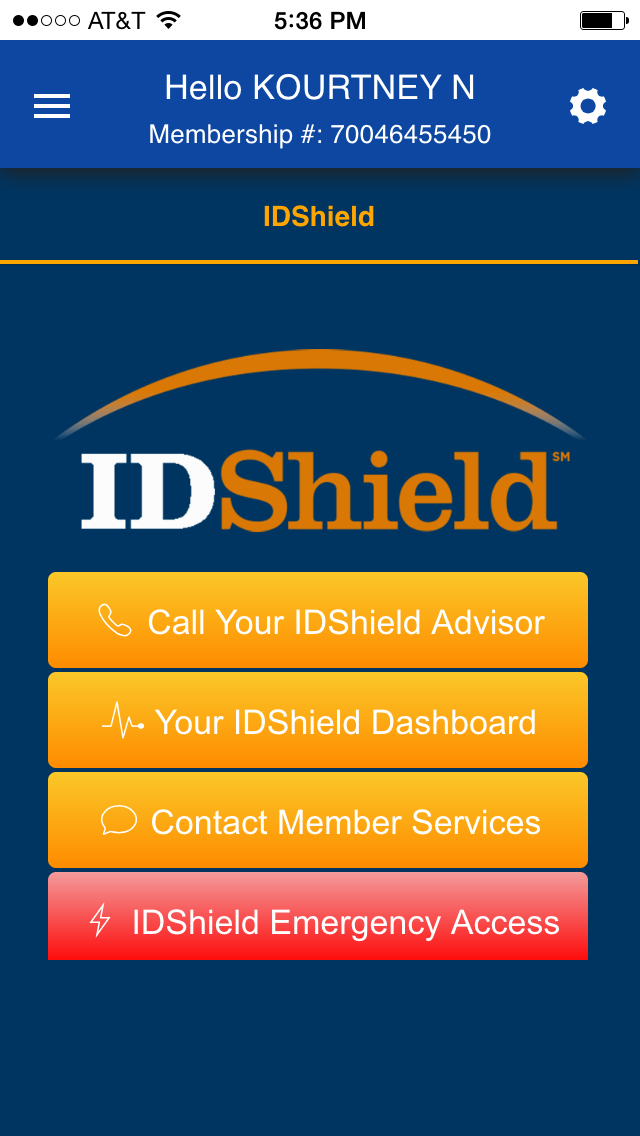 AT&T 5:36 PM
Hello KOURTNEY N
Membership #: 70046455450
IDShield
IDShield SM
Call Your IDShield Advisor
Your IDShield Dashboard
Contact Member Services
IDShield Emergency Access